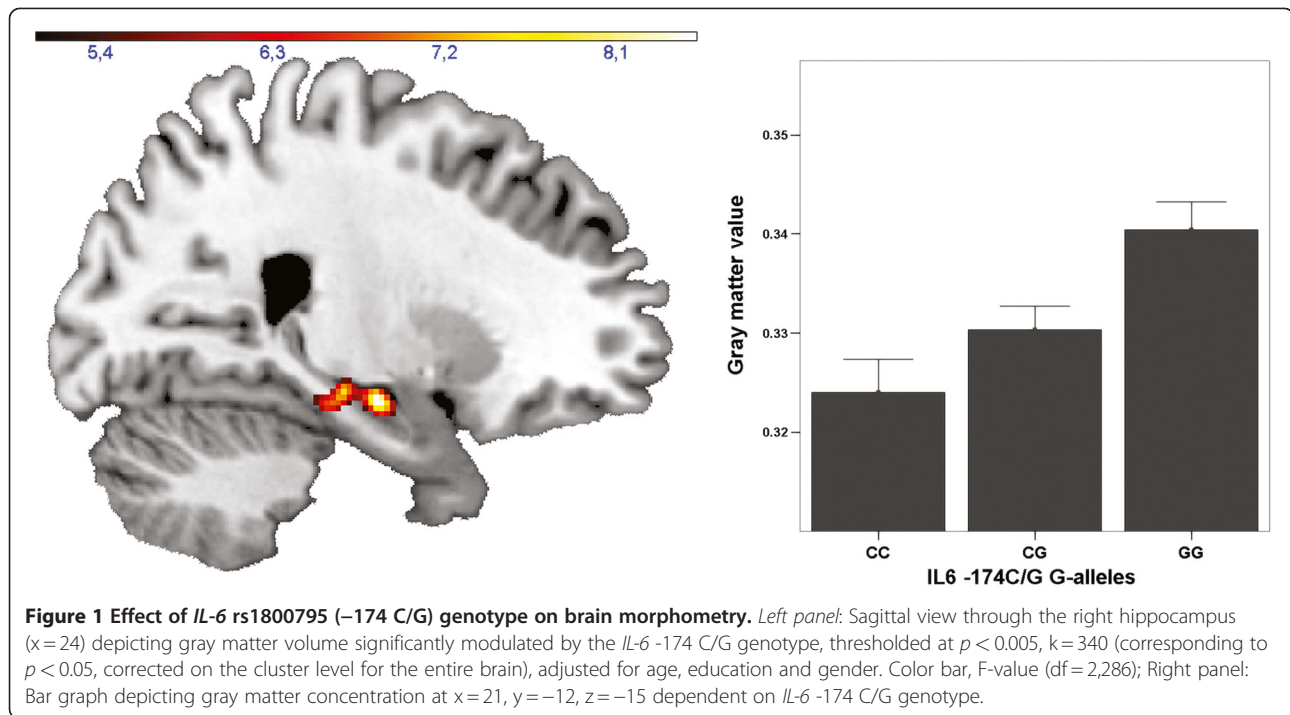 5,4 6,3 7,2 8,1
0.35
0.34
0.33
0.32
Gray matter value
CC CG GG
IL6 -174C/G G-alleles
Figure 1 Effect of IL-6 rs1800795 (−174 C/G) genotype on brain morphometry. Left panel: Sagittal view through the right hippocampus
(x = 24) depicting gray matter volume significantly modulated by the IL-6 -174 C/G genotype, thresholded at p < 0.005, k = 340 (corresponding to
p < 0.05, corrected on the cluster level for the entire brain), adjusted for age, education and gender. Color bar, F-value (df = 2,286); Right panel:
Bar graph depicting gray matter concentration at x = 21, y = −12, z = −15 dependent on IL-6 -174 C/G genotype.